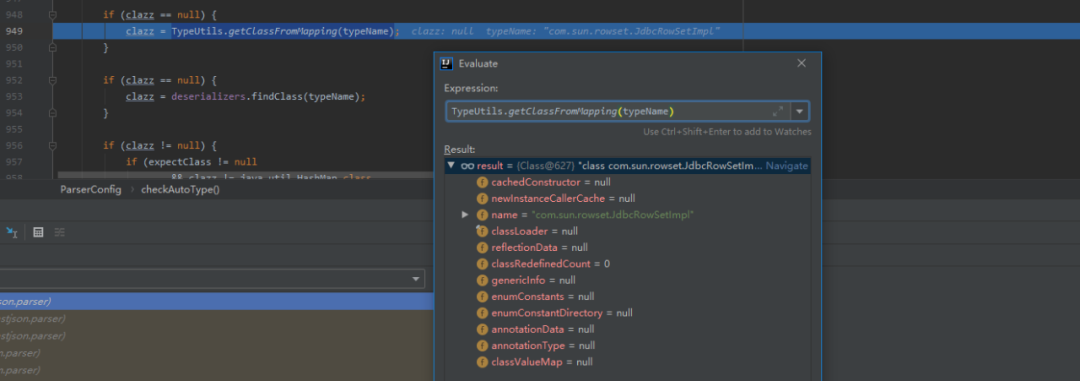 948 if (clazz == null) {
949 clazz = TypeUtils.getClassFromMapping(typeName); clazz: null typeName: "com.sun.rowset.JdbcRowSetImpl"
950 }
951
952 if (clazz == null) {
953 clazz = deserializers.findClass(typeName);
954 }
955
956 if (clazz != null) {
957 if (expectClass != null
958 && clazz != java.util.HashMap.class
ParserConfig › checkAutoType()
son.parser)
stjson.parser)
stjson.parser)
n.parser)
json.parser)
Evaluate
Expression:
TypeUtils.getClassFromMapping(typeName)
Use Ctrl+Shift+Enter to add to Watches
Result:
result = {Class@627} "class com.sun.rowset.JdbcRowSetIm... Navigate
cachedConstructor = null
newInstanceCallerCache = null
name = "com.sun.rowset.JdbcRowSetImpl"
classLoader = null
reflectionData = null
classRedefinedCount = 0
genericInfo = null
enumConstants = null
enumConstantDirectory = null
annotationData = null
annotationType = null
classValueMap = null